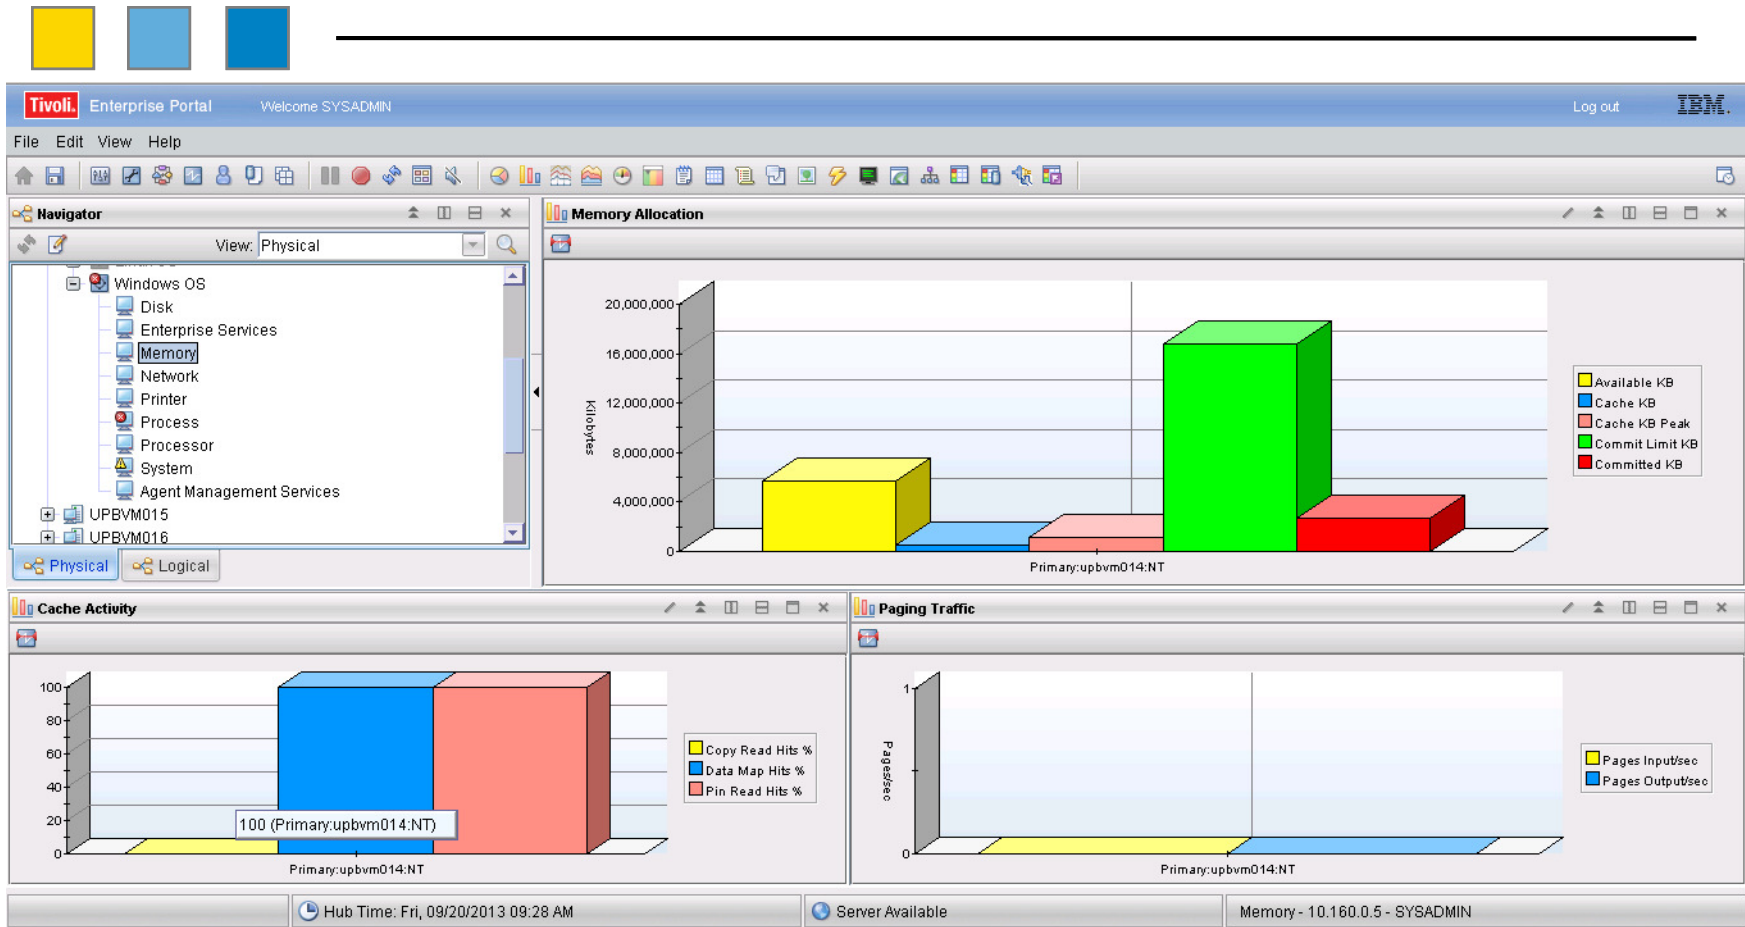 Tivoli. Enterprise Portal Welcome SYSADMIN Log out IBM.
File Edit View Help
Navigator
View: Physical
Windows OS
Disk
Enterprise Services
Memory
Network
Printer
Process
Processor
System
Agent Management Services
UPBVM015
UPBVM016
Physical Logical
Memory Allocation
20,000,000
16,000,000
12,000,000
8,000,000
4,000,000
0
Kilobytes
Primary:upbvm014:NT
Available KB
Cache KB
Cache KB Peak
Commit Limit KB
Committed KB
Cache Activity
100
80
60
40
20
0
100 (Primary:upbvm014:NT)
Primary:upbvm014:NT
Copy Read Hits %
Data Map Hits %
Pin Read Hits %
Paging Traffic
1
0
Pages/sec
Primary:upbvm014:NT
Pages Input/sec
Pages Output/sec
Hub Time: Fri, 09/20/2013 09:28 AM Server Available Memory - 10.160.0.5 - SYSADMIN